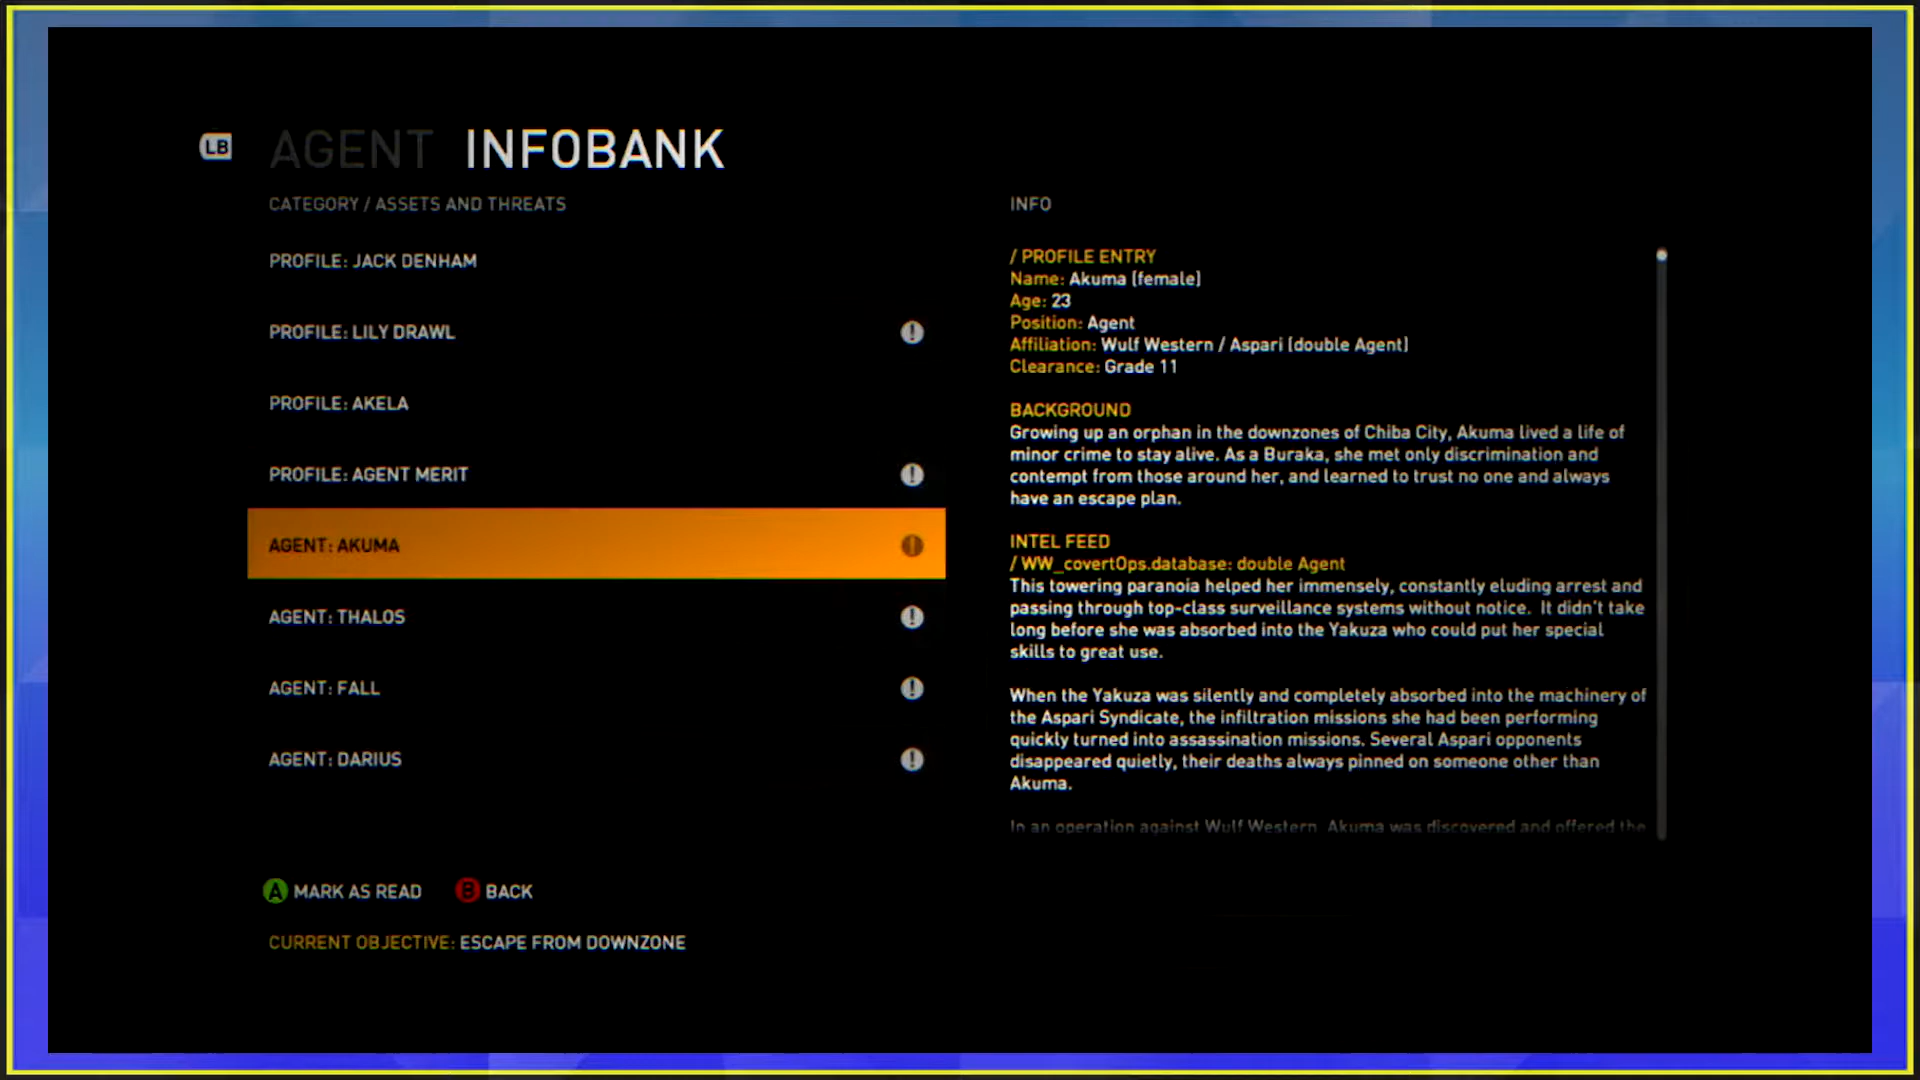 LB AGENT INFOBANK
CATEGORY / ASSETS AND THREATS
PROFILE: JACK DENHAM
PROFILE: LILY DRAWL
PROFILE: AKELA
PROFILE: AGENT MERIT
AGENT: AKUMA
AGENT: THALOS
AGENT: FALL
AGENT: DARIUS
INFO
/ PROFILE ENTRY
Name: Akuma (female)
Age: 23
Position: Agent
Affiliation: Wulf Western / Aspari (double Agent)
Clearance: Grade 11
BACKGROUND
Growing up an orphan in the downzones of Chiba City, Akuma lived a life of
minor crime to stay alive. As a Buraka, she met only discrimination and
contempt from those around her, and learned to trust no one and always
have an escape plan.
INTEL FEED
/ WW_covertOps.database: double Agent
This towering paranoia helped her immensely, constantly eluding arrest and
passing through top-class surveillance systems without notice. It didn't take
long before she was absorbed into the Yakuza who could put her special
skills to great use.
When the Yakuza was silently and completely absorbed into the machinery of
the Aspari Syndicate, the infiltration missions she had been performing
quickly turned into assassination missions. Several Aspari opponents
disappeared quietly, their deaths always pinned on someone other than
Akuma.
In an operation against Wulf Western, Akuma was discovered and offered the
A MARK AS READ B BACK
CURRENT OBJECTIVE: ESCAPE FROM DOWNZONE